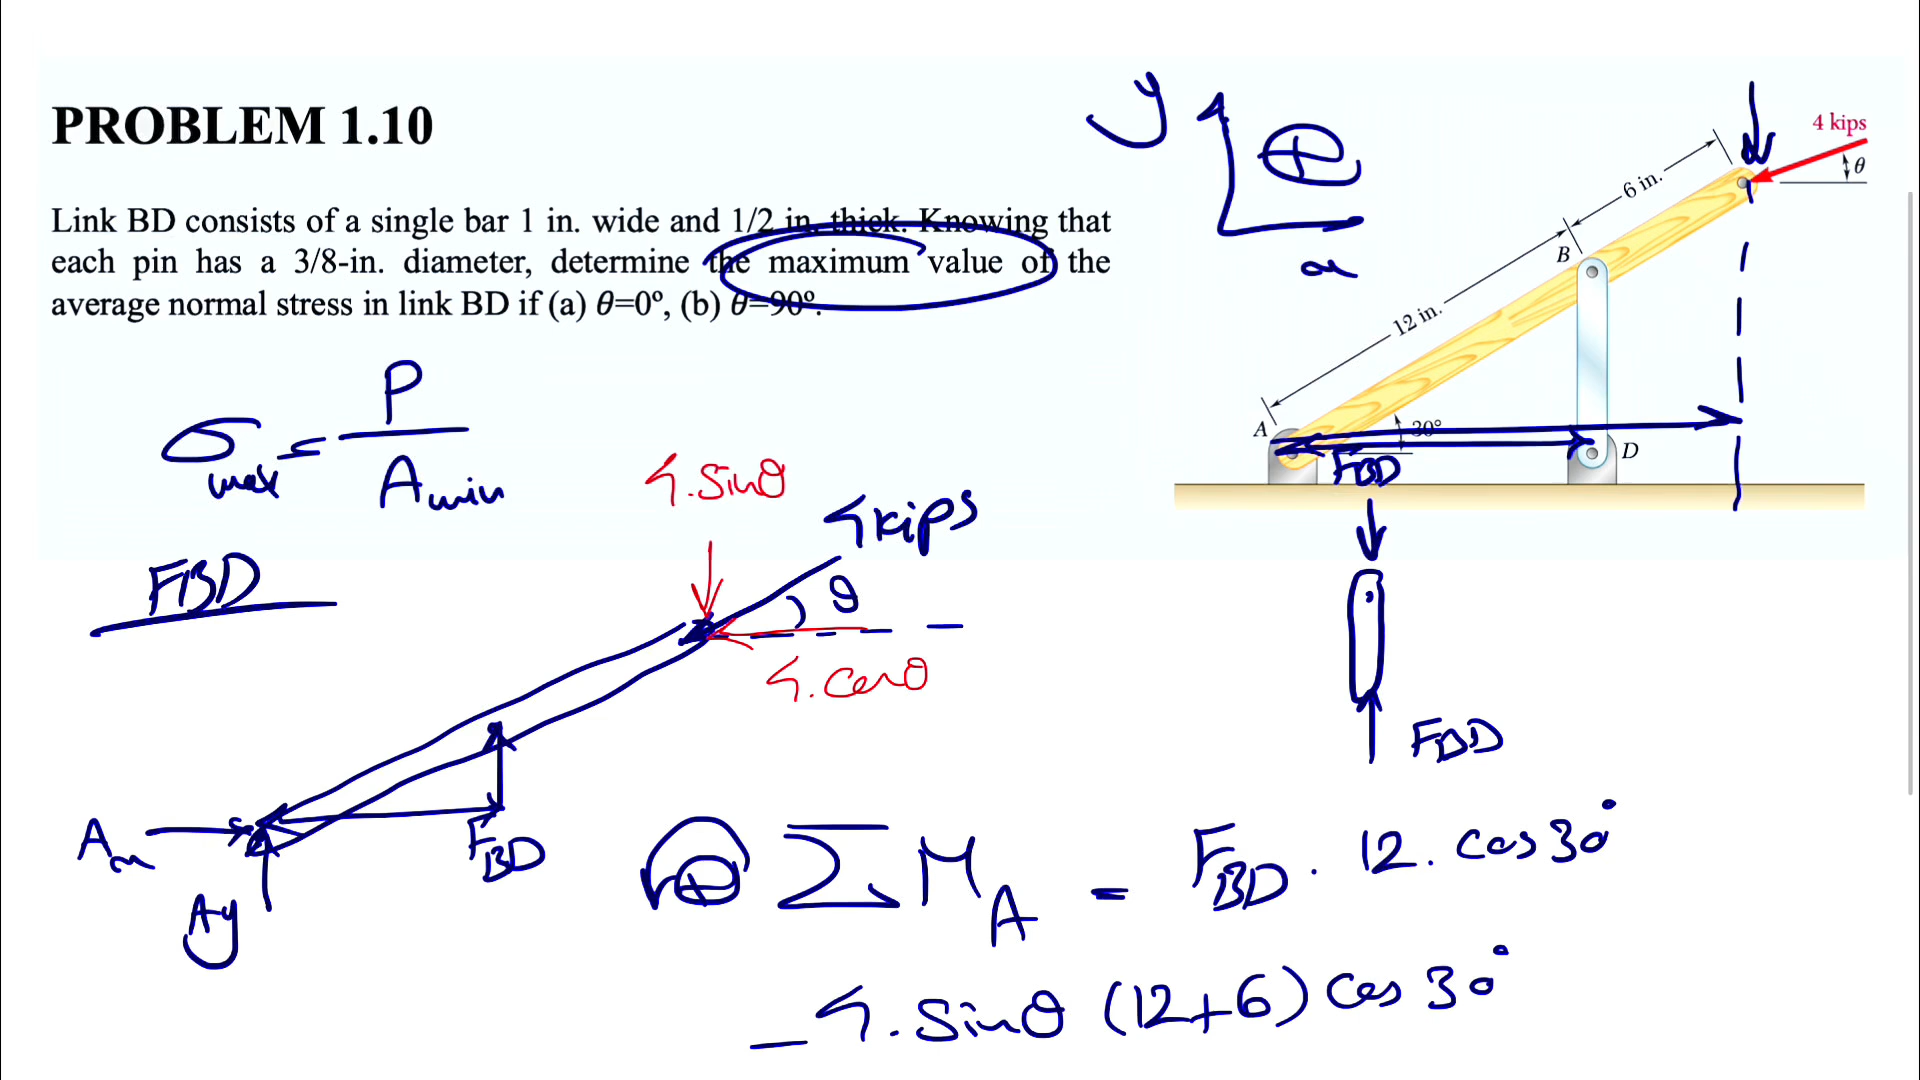 PROBLEM 1.10
Link BD consists of a single bar 1 in. wide and 1/2 in. thick. Knowing that
each pin has a 3/8-in. diameter, determine the maximum value of the
average normal stress in link BD if (a) θ=0º, (b) θ=90º.
y
x
4 kips
θ
6 in.
B
12 in.
A
30°
D
σmax = P / Amin
FBD
4.sinθ
4kips
θ
4.cosθ
Ax
Ay
FBD
FBD
FBD
+ ΣMA = FBD . 12 . cos30°
- 4. sinθ (12+6) cos 30°